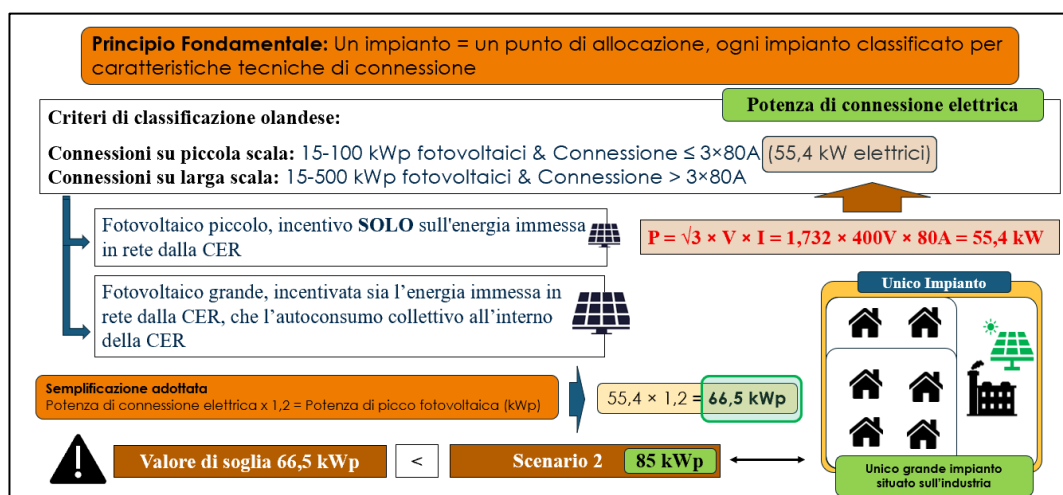 Principio Fondamentale: Un impianto = un punto di allocazione, ogni impianto classificato per
caratteristiche tecniche di connessione
Potenza di connessione elettrica
Criteri di classificazione olandese:
Connessioni su piccola scala: 15-100 kWp fotovoltaici & Connessione ≤ 3×80A (55,4 kW elettrici)
Connessioni su larga scala: 15-500 kWp fotovoltaici & Connessione > 3×80A
Fotovoltaico piccolo, incentivo SOLO sull'energia immessa
in rete dalla CER
P = √3 × V × I = 1,732 × 400V × 80A = 55,4 kW
Fotovoltaico grande, incentivata sia l’energia immessa in
rete dalla CER, che l’autoconsumo collettivo all’interno
della CER
Unico Impianto
Semplificazione adottata
Potenza di connessione elettrica x 1,2 = Potenza di picco fotovoltaica (kWp)
55,4 × 1,2 = 66,5 kWp
Valore di soglia 66,5 kWp
<
Scenario 2 85 kWp
Unico grande impianto
situato sull’industria